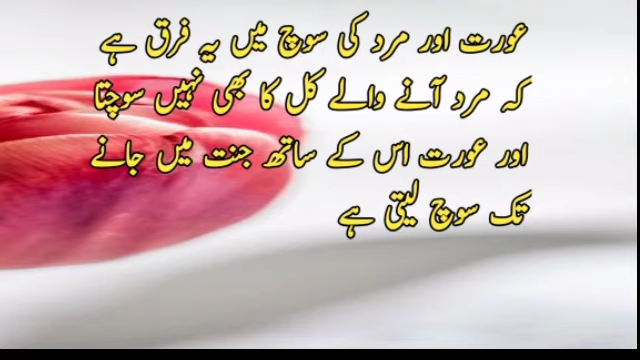 عورت اور مرد کی سوچ میں یہ فرق ہے
کہ مرد آنے والے کل کا بھی نہیں سوچتا
اور عورت اس کے ساتھ جنت میں جانے
تک سوچ لیتی ہے